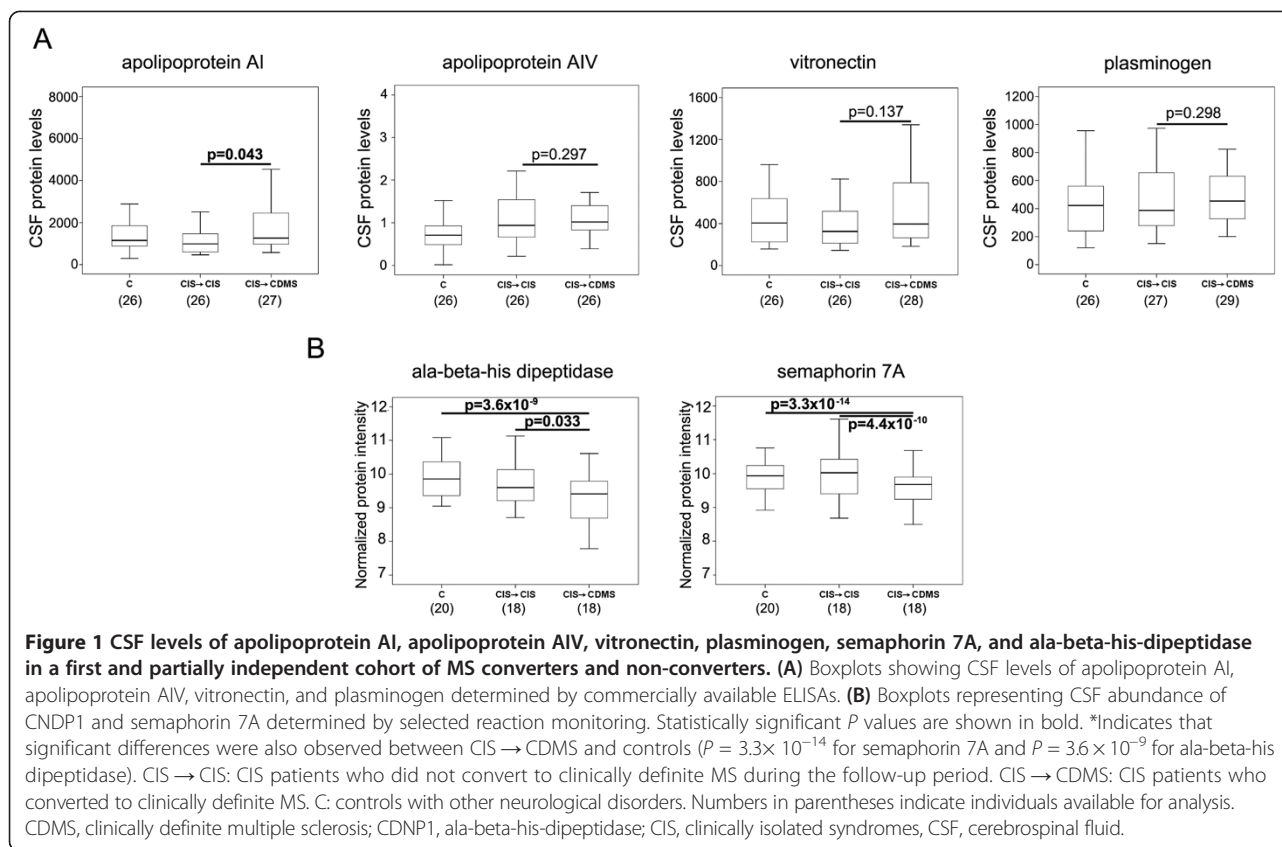 A
apolipoprotein AI
apolipoprotein AIV
vitronectin
plasminogen
CSF protein levels
8000
6000
4000
2000
0
p=0.043
C
CIS→CIS
CIS→CDMS
(26)
(26)
(27)
CSF protein levels
4
3
2
1
0
p=0.297
C
CIS→CIS
CIS→CDMS
(26)
(26)
(26)
CSF protein levels
1600
1200
800
400
0
p=0.137
C
CIS→CIS
CIS→CDMS
(26)
(26)
(28)
CSF protein levels
1200
1000
800
600
400
200
0
p=0.298
C
CIS→CIS
CIS→CDMS
(26)
(27)
(29)
B
ala-beta-his dipeptidase
semaphorin 7A
Normalized protein intensity
12
11
10
9
8
7
p=3.6x10⁻⁹
p=0.033
C
CIS→CIS
CIS→CDMS
(20)
(18)
(18)
Normalized protein intensity
12
11
10
9
8
7
p=3.3x10⁻¹⁴
p=4.4x10⁻¹⁰
C
CIS→CIS
CIS→CDMS
(20)
(18)
(18)
Figure 1 CSF levels of apolipoprotein AI, apolipoprotein AIV, vitronectin, plasminogen, semaphorin 7A, and ala-beta-his-dipeptidase
in a first and partially independent cohort of MS converters and non-converters. (A) Boxplots showing CSF levels of apolipoprotein AI,
apolipoprotein AIV, vitronectin, and plasminogen determined by commercially available ELISAs. (B) Boxplots representing CSF abundance of
CNDP1 and semaphorin 7A determined by selected reaction monitoring. Statistically significant P values are shown in bold. *Indicates that
significant differences were also observed between CIS → CDMS and controls (P = 3.3× 10⁻¹⁴ for semaphorin 7A and P = 3.6 × 10⁻⁹ for ala-beta-his
dipeptidase). CIS → CIS: CIS patients who did not convert to clinically definite MS during the follow-up period. CIS → CDMS: CIS patients who
converted to clinically definite MS. C: controls with other neurological disorders. Numbers in parentheses indicate individuals available for analysis.
CDMS, clinically definite multiple sclerosis; CDNP1, ala-beta-his-dipeptidase; CIS, clinically isolated syndromes, CSF, cerebrospinal fluid.